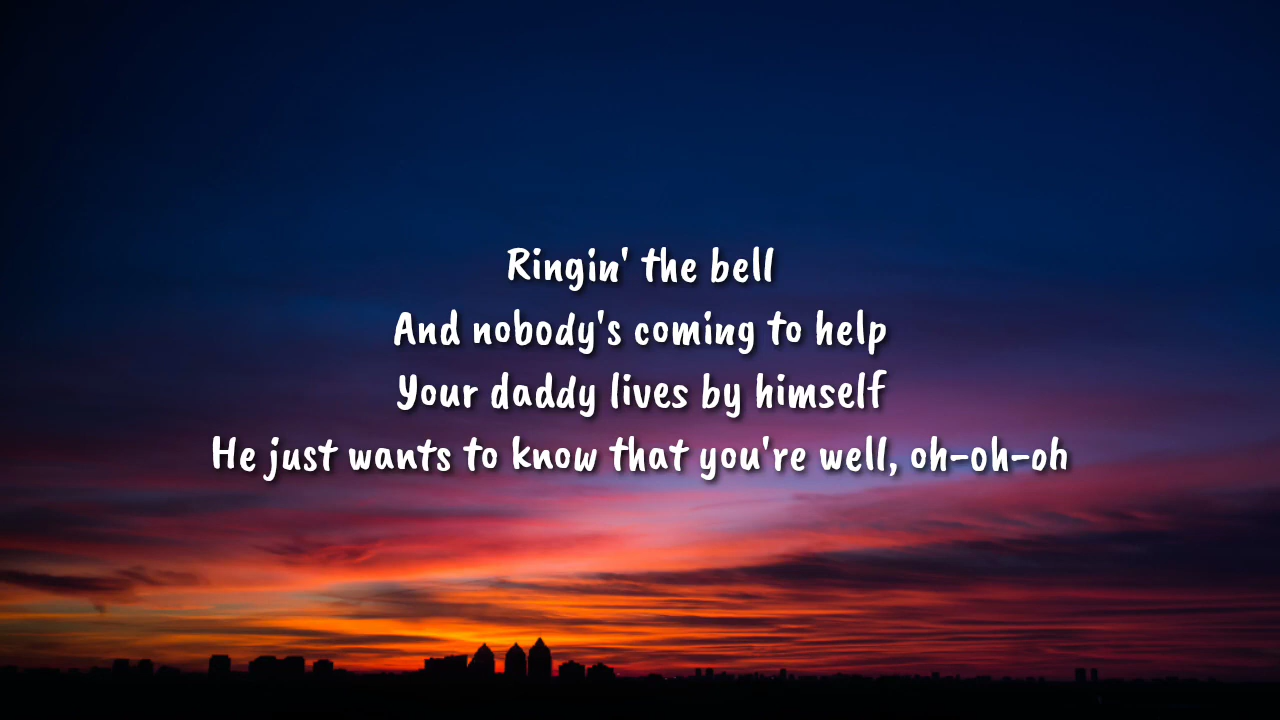 Ringin' the bell
And nobody's coming to help
Your daddy lives by himself
He just wants to know that you're well, oh-oh-oh